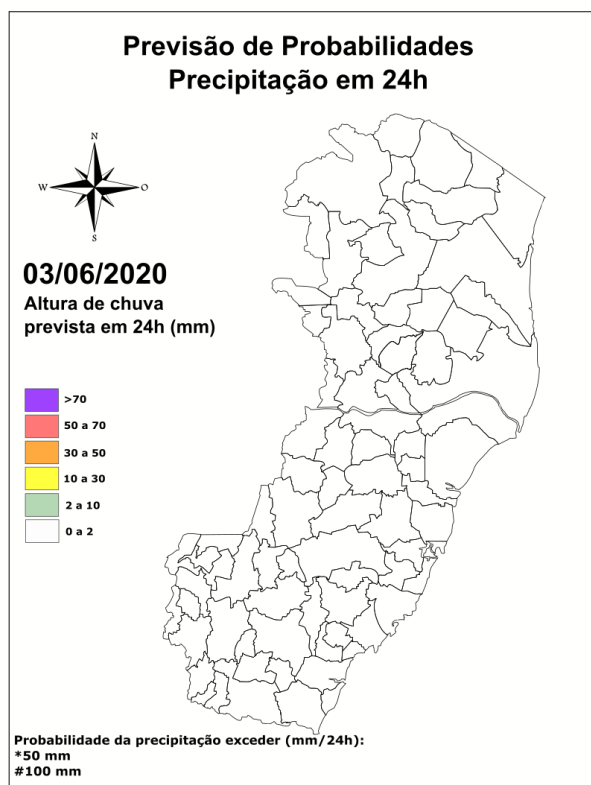 Previsão de Probabilidades
Precipitação em 24h
N
W
O
S
03/06/2020
Altura de chuva
prevista em 24h (mm)
>70
50 a 70
30 a 50
10 a 30
2 a 10
0 a 2
Probabilidade da precipitação exceder (mm/24h):
*50 mm
#100 mm